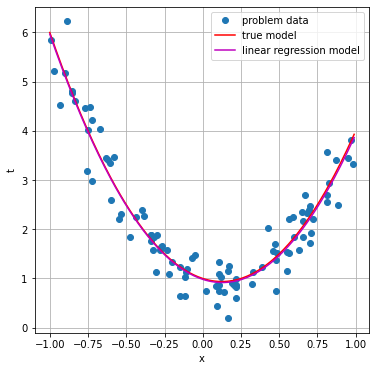 problem data
true model
linear regression model
t
6
5
4
3
2
1
0
−1.00 −0.75 −0.50 −0.25 0.00 0.25 0.50 0.75 1.00
x